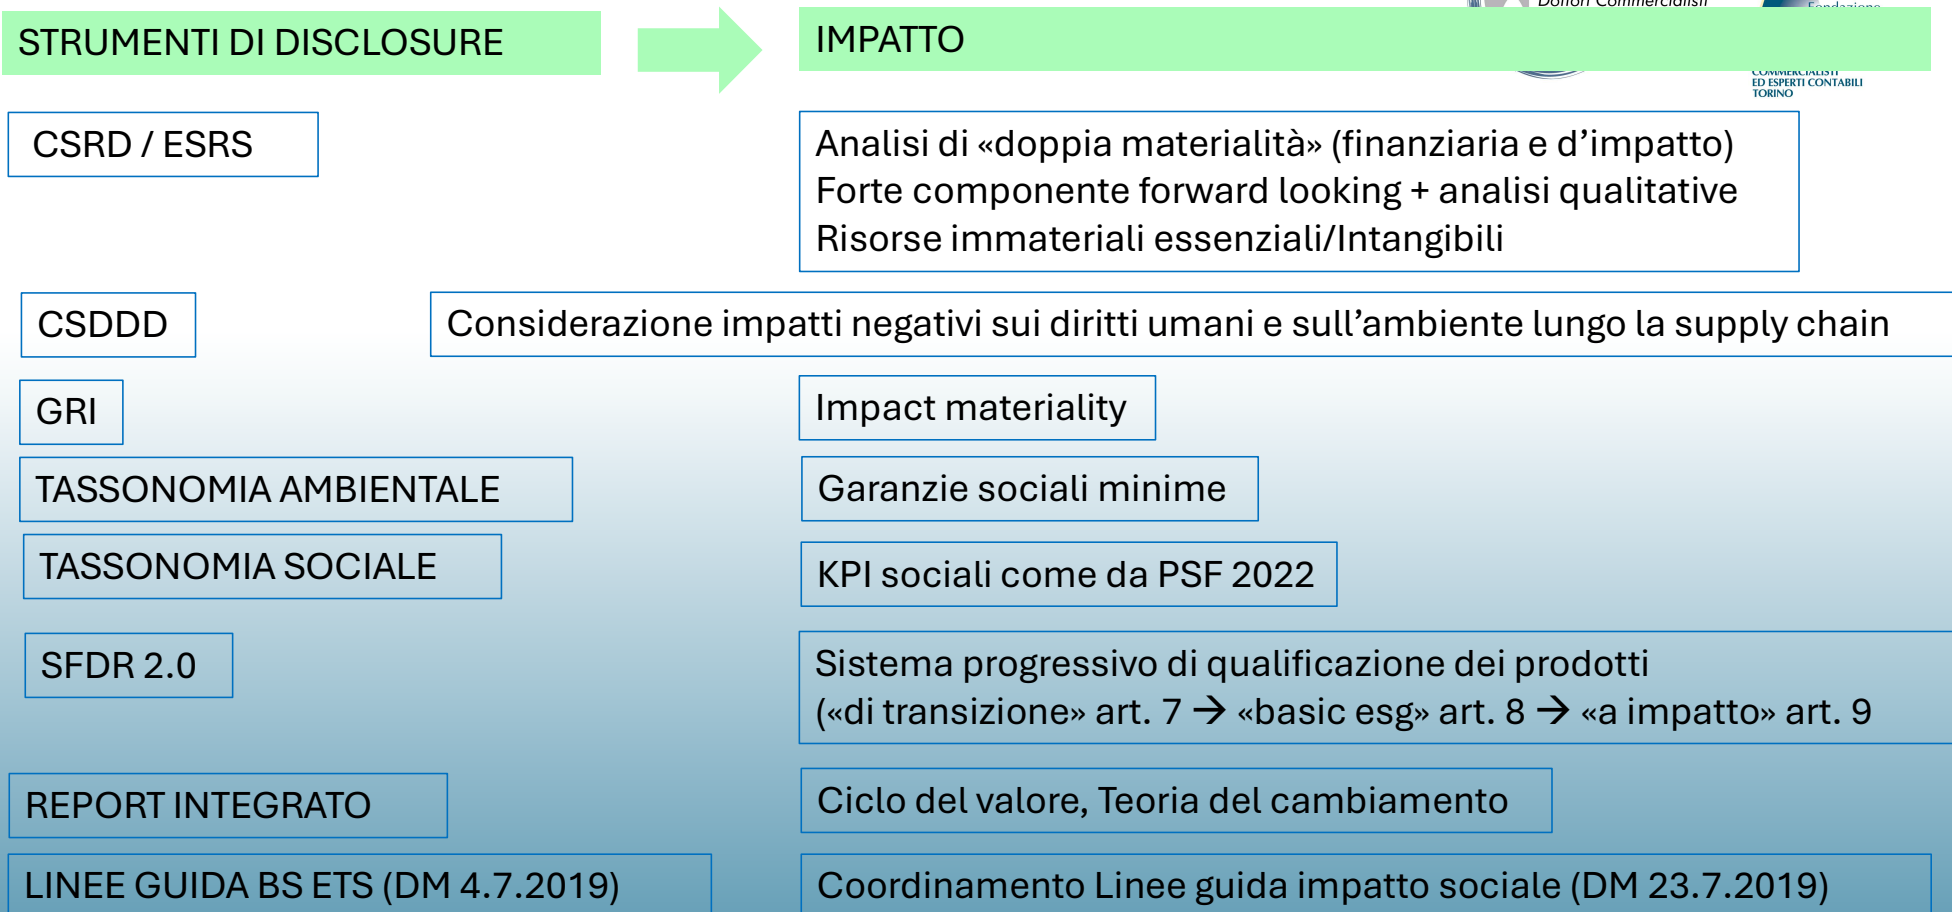 Dottori Commercialisti
Fondazione
STRUMENTI DI DISCLOSURE
IMPATTO
COMMERCIALISTI
ED ESPERTI CONTABILI
TORINO
CSRD / ESRS
Analisi di «doppia materialità» (finanziaria e d’impatto)
Forte componente forward looking + analisi qualitative
Risorse immateriali essenziali/Intangibili
CSDDD
Considerazione impatti negativi sui diritti umani e sull’ambiente lungo la supply chain
GRI
Impact materiality
TASSONOMIA AMBIENTALE
Garanzie sociali minime
TASSONOMIA SOCIALE
KPI sociali come da PSF 2022
SFDR 2.0
Sistema progressivo di qualificazione dei prodotti
(«di transizione» art. 7 → «basic esg» art. 8 → «a impatto» art. 9
REPORT INTEGRATO
Ciclo del valore, Teoria del cambiamento
LINEE GUIDA BS ETS (DM 4.7.2019)
Coordinamento Linee guida impatto sociale (DM 23.7.2019)